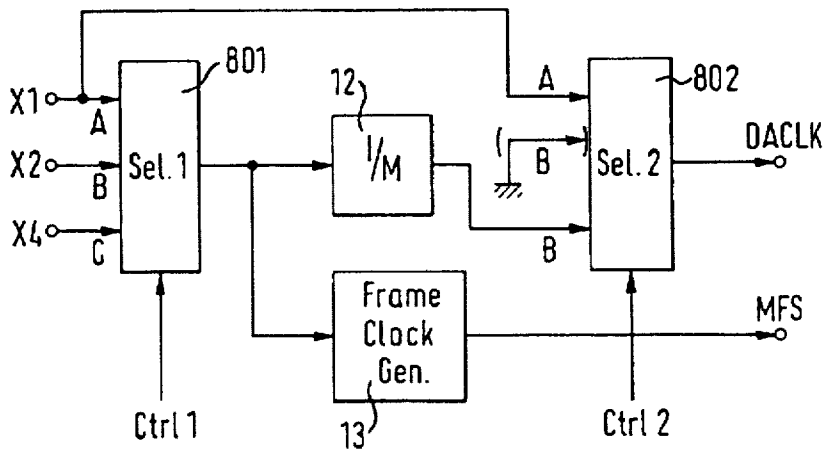 801
802
X1
A
12
A
DACLK
X2
B
Sel. 1
1/M
( B )
Sel. 2
X4
C
B
Frame
Clock
Gen.
MFS
13
Ctrl 1
Ctrl 2